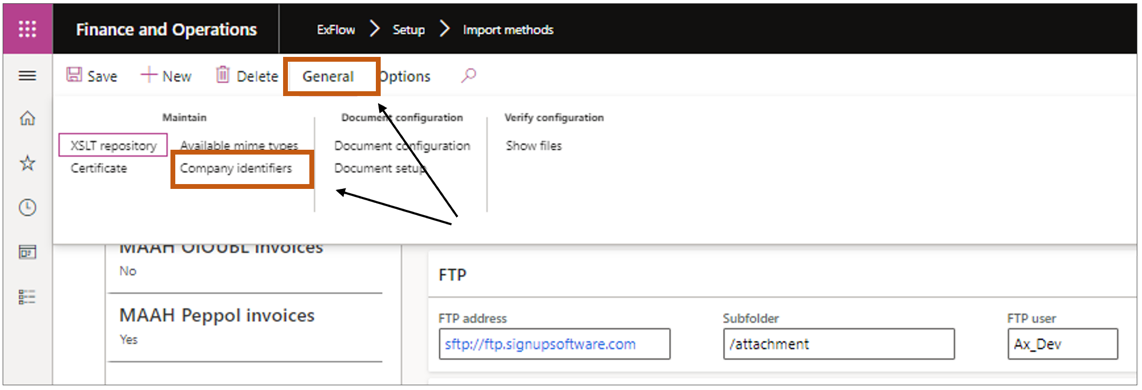 Finance and Operations ExFlow > Setup > Import methods
Save New Delete General Options
Maintain Document configuration Verify configuration
XSLT repository Available mime types Document configuration Show files
Certificate Company identifiers Document setup
MAAH OIOUBL invoices
No
FTP
MAAH Peppol invoices
Yes
FTP address Subfolder FTP user
sftp://ftp.signupsoftware.com /attachment Ax_Dev